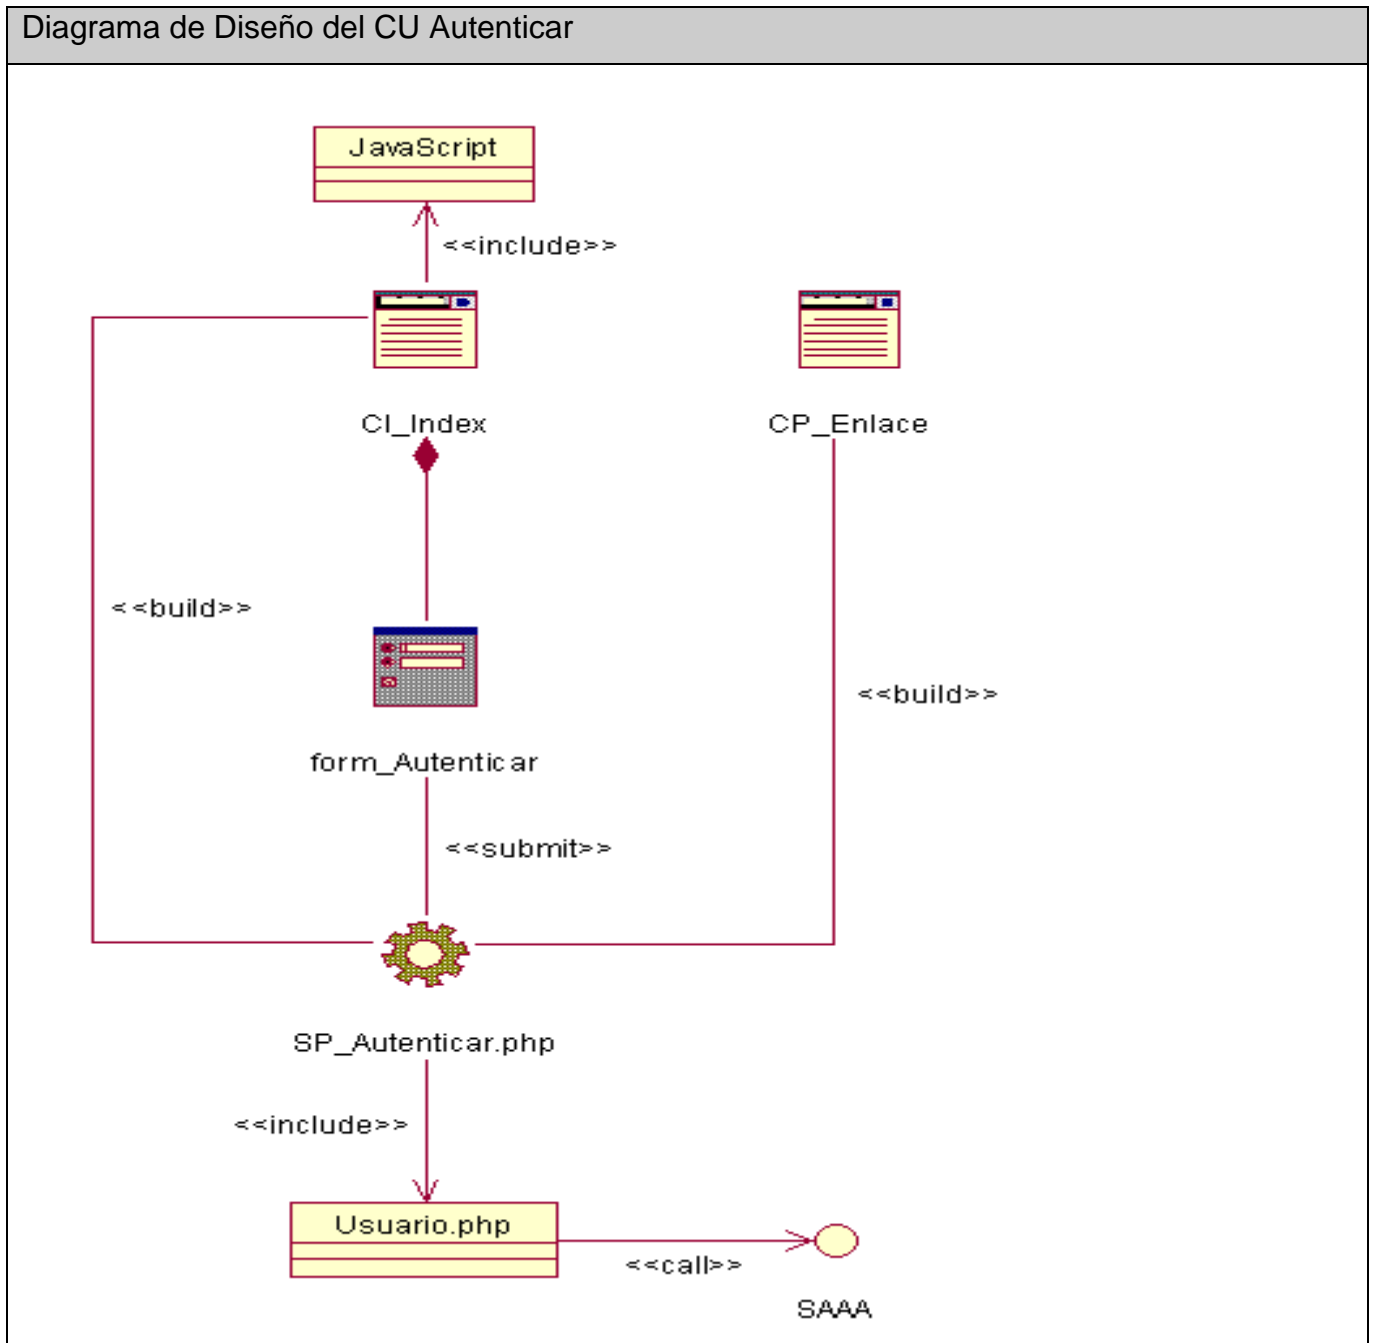 Diagrama de Diseño del CU Autenticar
JavaScript
<<include>>
CI_Index
CP_Enlace
<<build>>
<<build>>
form_Autenticar
<<submit>>
SP_Autenticar.php
<<include>>
Usuario.php
<<call>>
SAAA